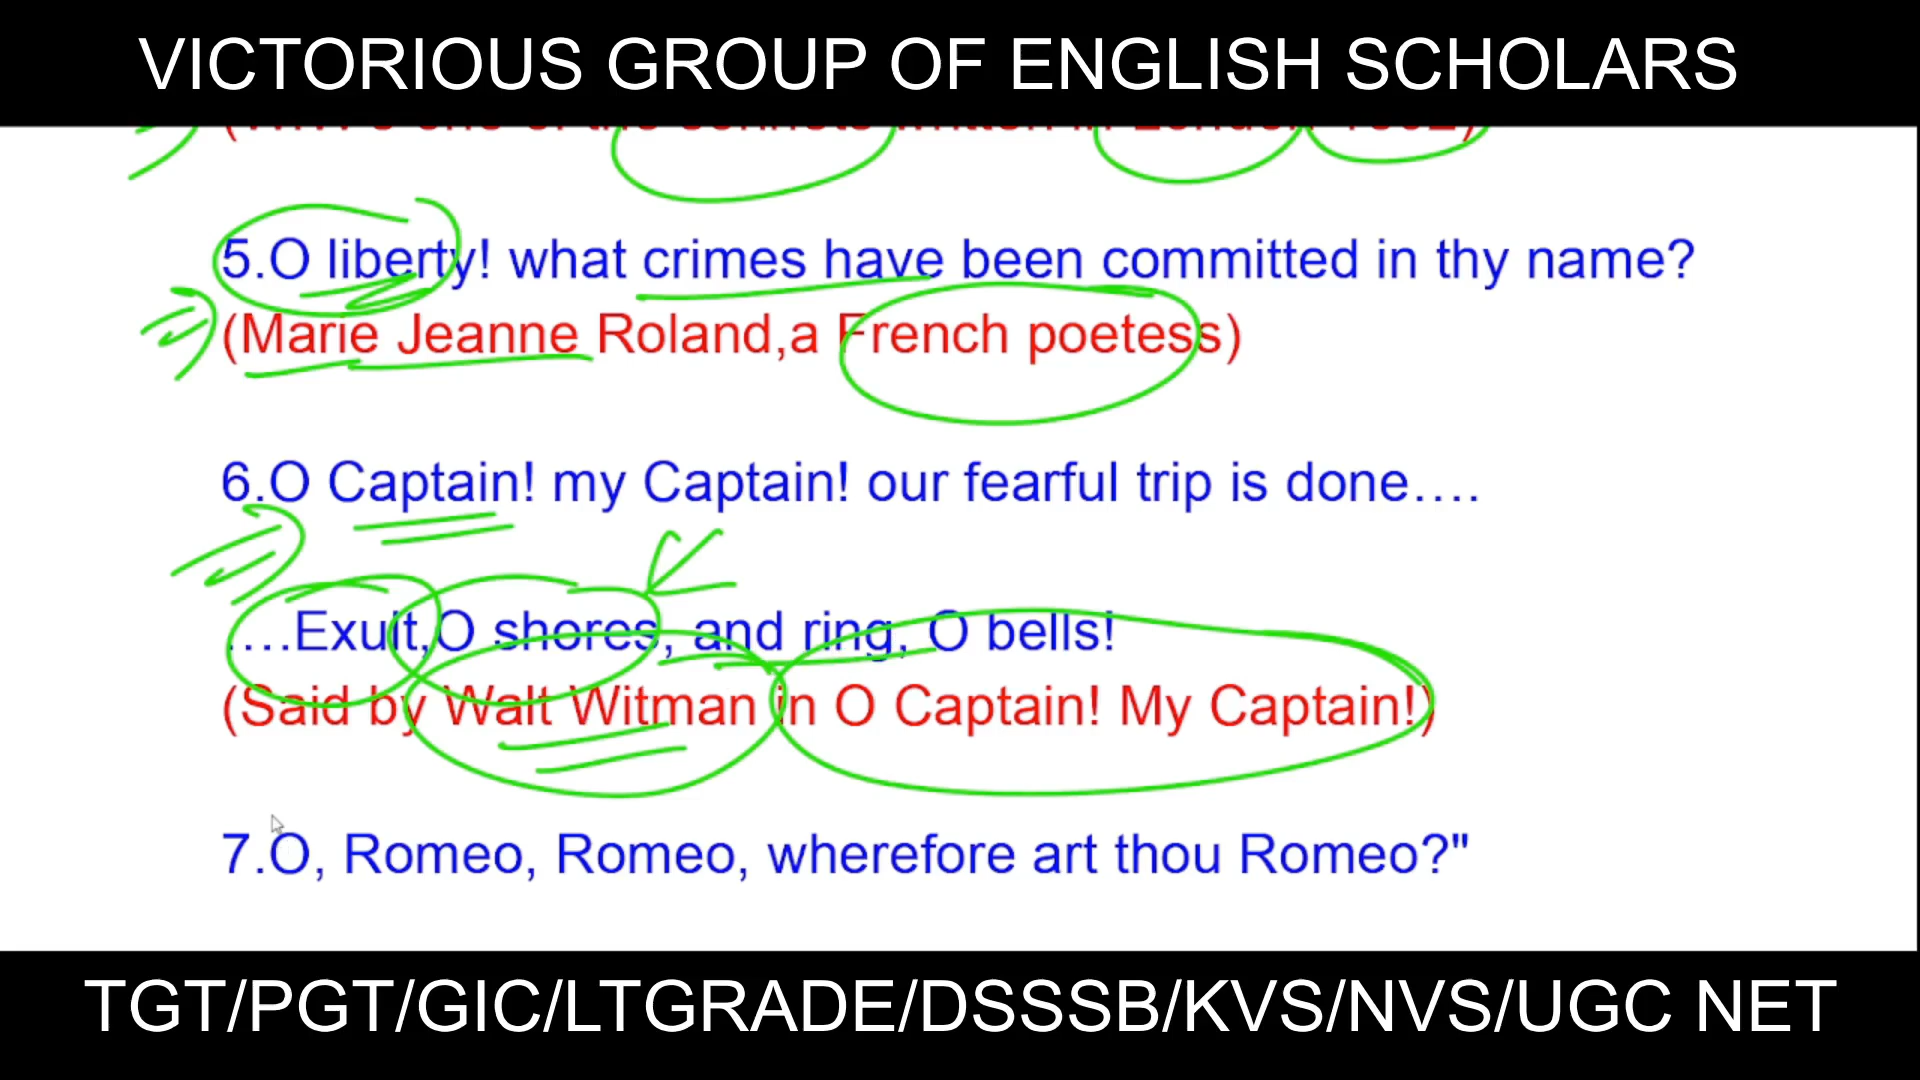 VICTORIOUS GROUP OF ENGLISH SCHOLARS
5.O liberty! what crimes have been committed in thy name?
(Marie Jeanne Roland,a French poetess)
6.O Captain! my Captain! our fearful trip is done....
....Exult,O shores, and ring, O bells!
(Said by Walt Witman in O Captain! My Captain!)
7.O, Romeo, Romeo, wherefore art thou Romeo?"
TGT/PGT/GIC/LTGRADE/DSSSB/KVS/NVS/UGC NET